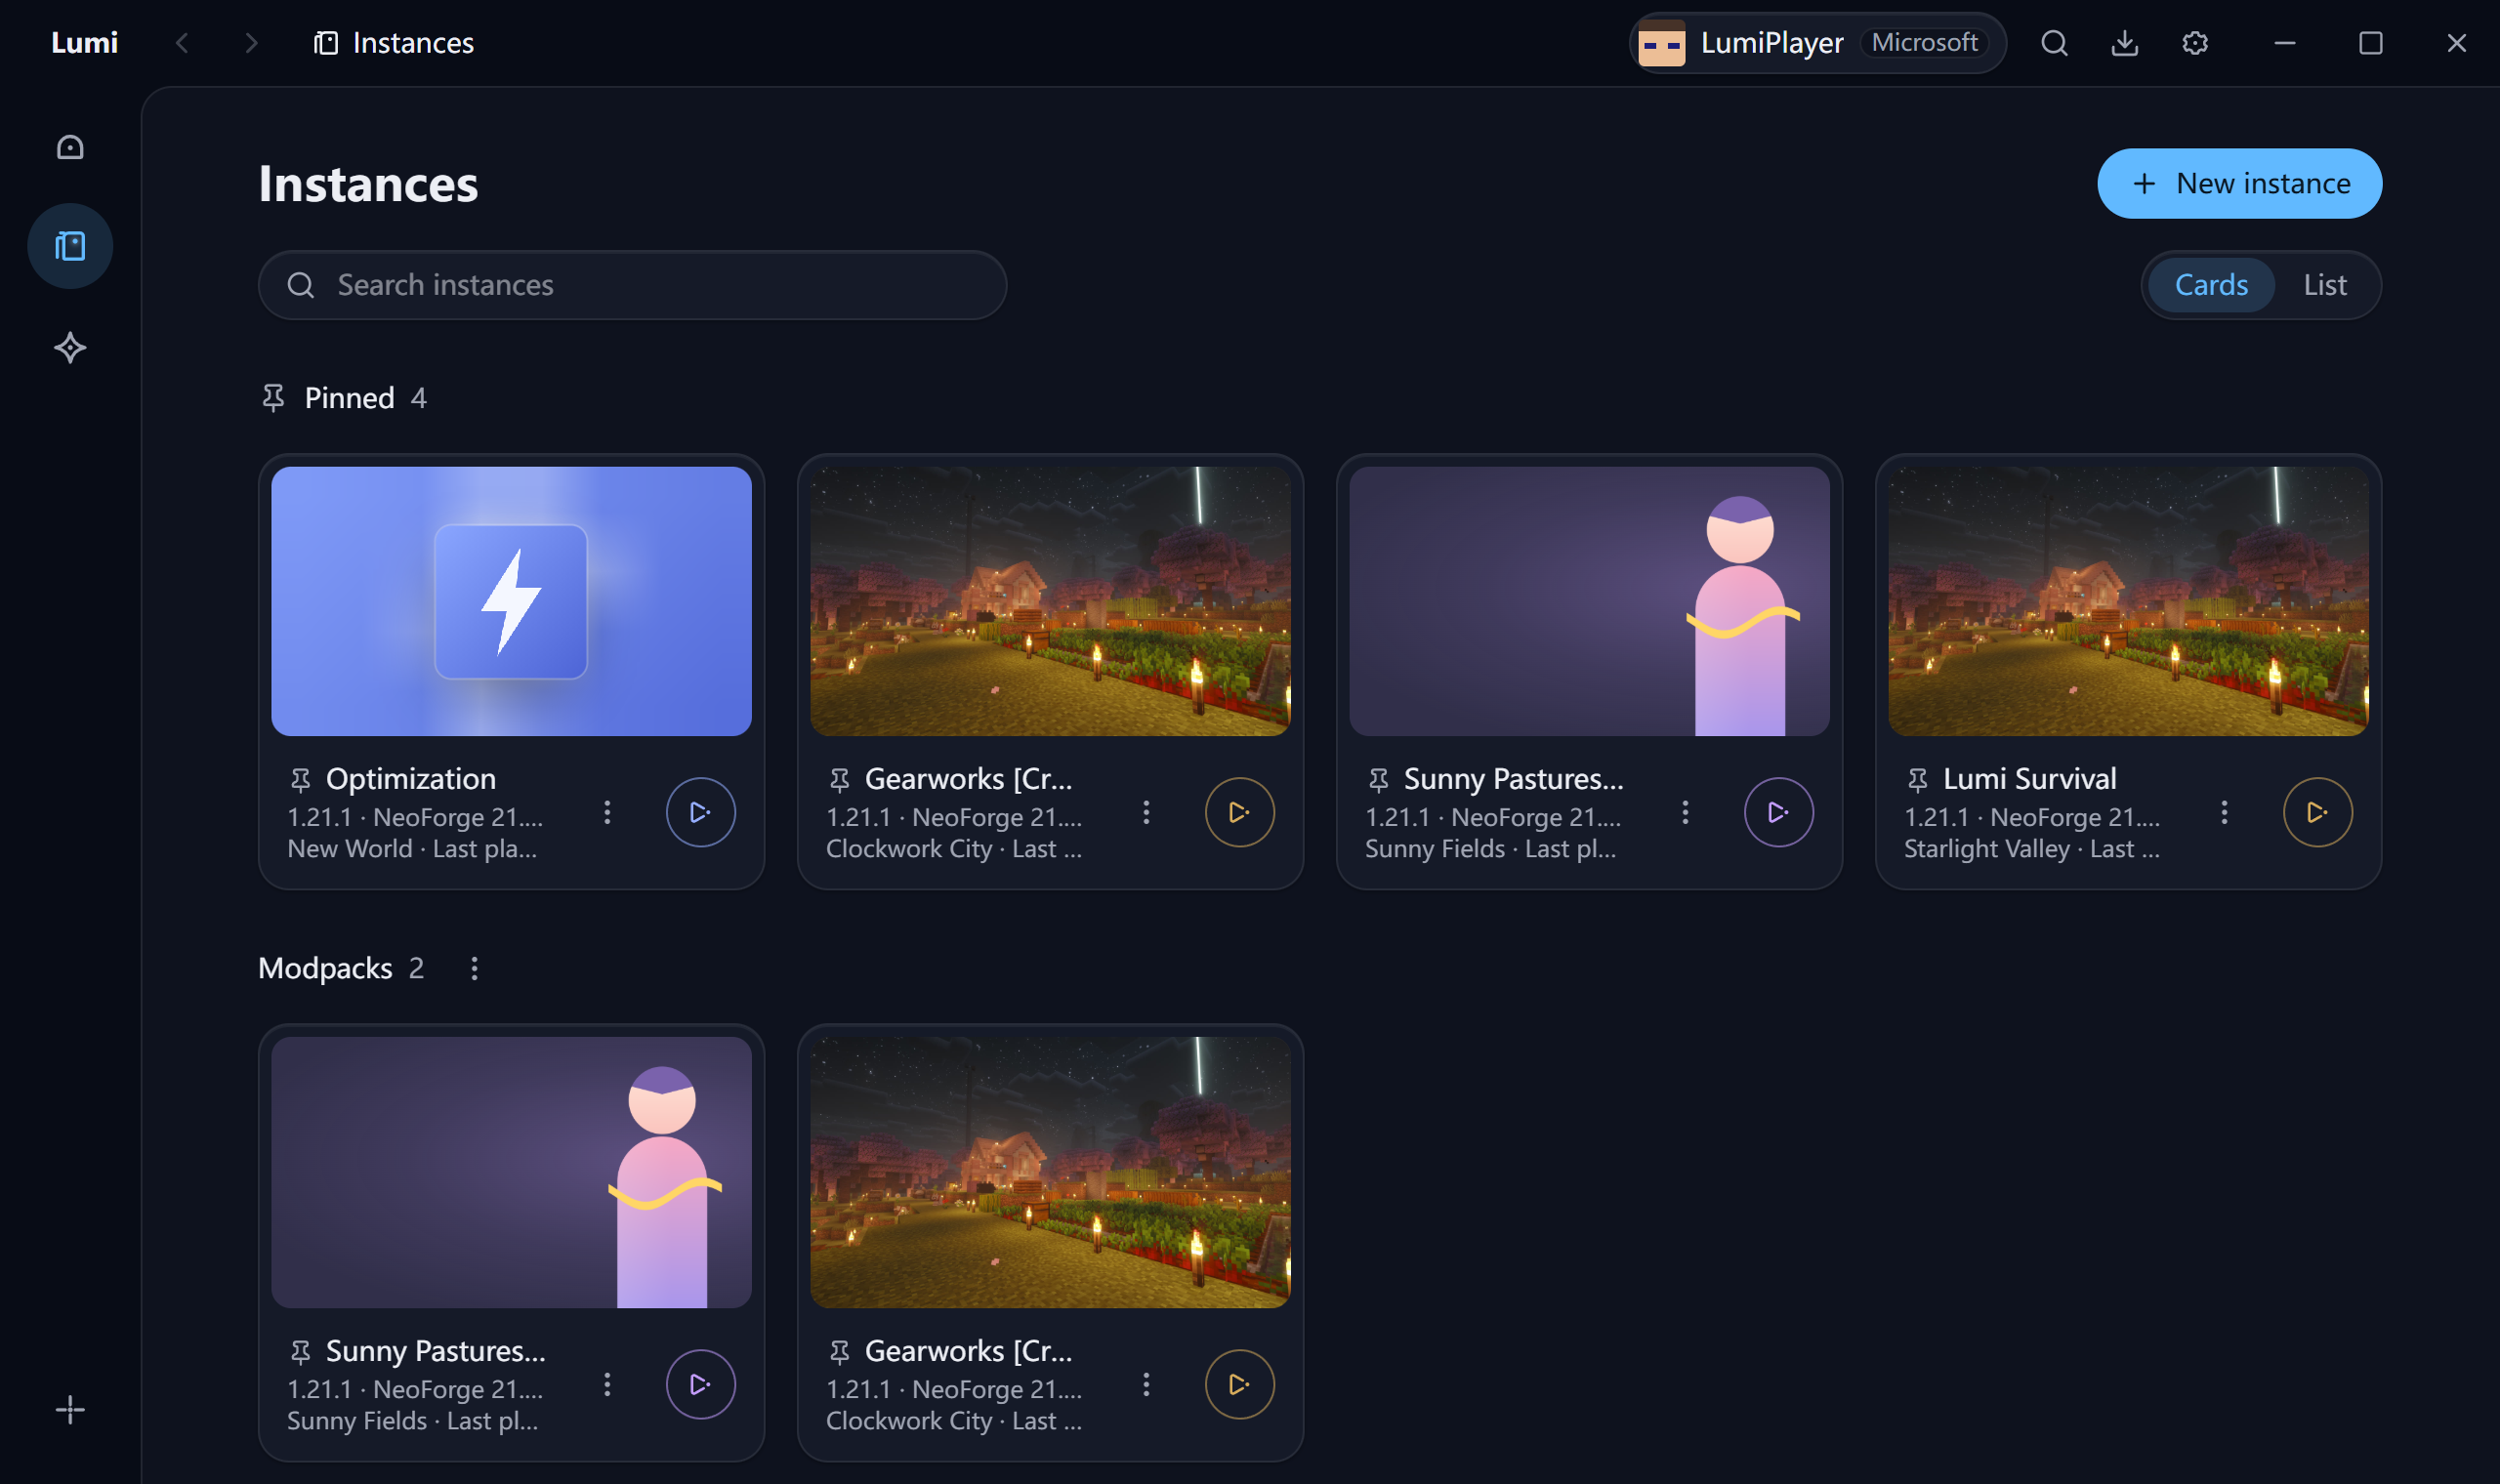 Lumi
Instances
LumiPlayer
Microsoft
Instances
New instance
Search instances
Cards
List
Pinned 4
Optimization
1.21.1 · NeoForge 21....
New World · Last pla...
Gearworks [Cr...
1.21.1 · NeoForge 21....
Clockwork City · Last ...
Sunny Pastures...
1.21.1 · NeoForge 21....
Sunny Fields · Last pl...
Lumi Survival
1.21.1 · NeoForge 21....
Starlight Valley · Last ...
Modpacks 2
Sunny Pastures...
1.21.1 · NeoForge 21....
Sunny Fields · Last pl...
Gearworks [Cr...
1.21.1 · NeoForge 21....
Clockwork City · Last ...